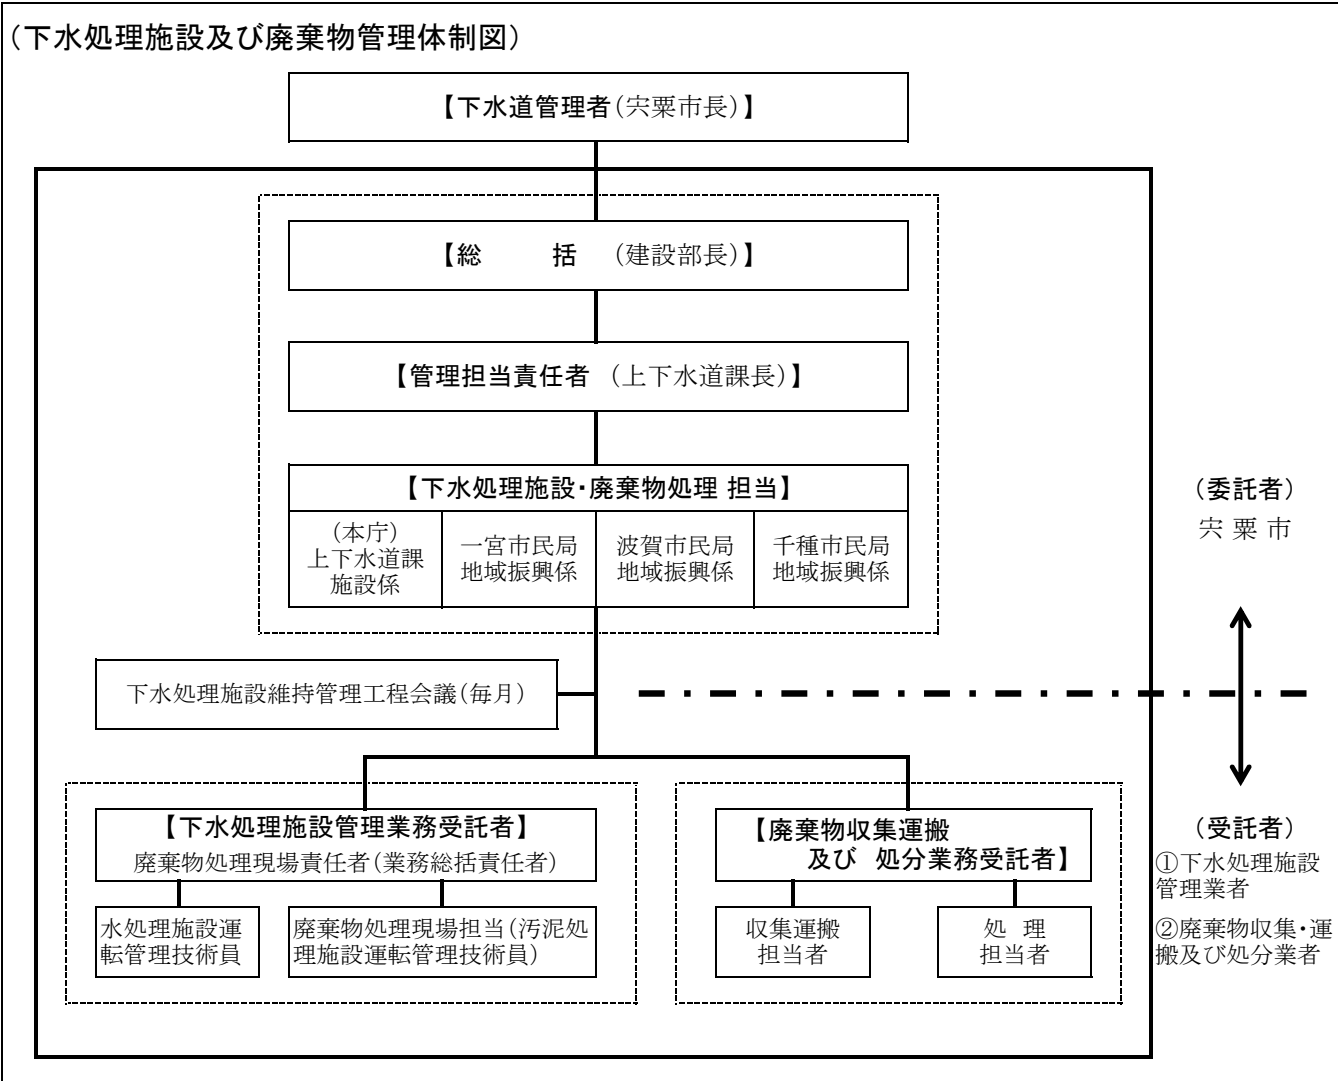 (下水処理施設及び廃棄物管理体制図)
【下水道管理者(宍粟市長)】
【総　　括　(建設部長)】
【管理担当責任者 (上下水道課長)】
【下水処理施設・廃棄物処理 担当】
(本庁)
上下水道課
施設係
一宮市民局
地域振興係
波賀市民局
地域振興係
千種市民局
地域振興係
(委託者)
宍 粟 市
下水処理施設維持管理工程会議(毎月)
【下水処理施設管理業務受託者】
廃棄物処理現場責任者(業務総括責任者)
水処理施設運
転管理技術員
廃棄物処理現場担当(汚泥処
理施設運転管理技術員)
【廃棄物収集運搬
及び 処分業務受託者】
収集運搬
担当者
処 理
担当者
(受託者)
①下水処理施設
管理業者
②廃棄物収集・運
搬及び処分業者